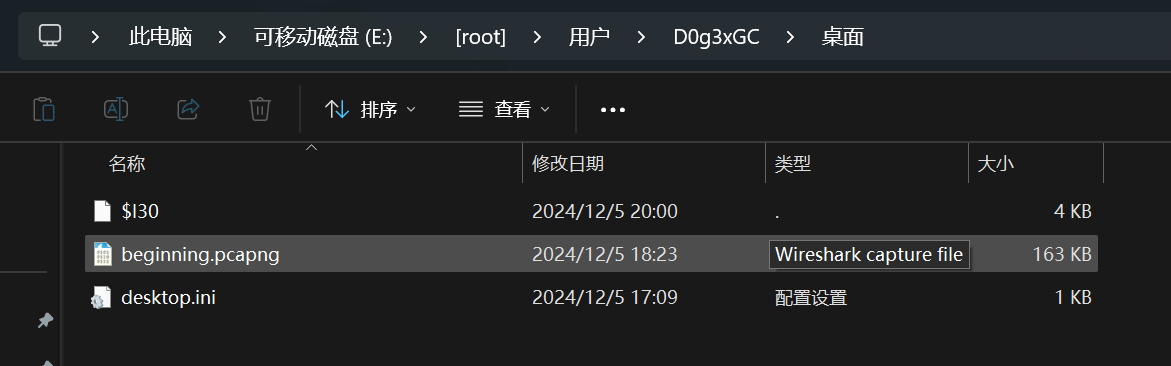 此电脑 可移动磁盘 (E:) [root] 用户 D0g3xGC 桌面
排序 查看
名称 修改日期 类型 大小
$I30 2024/12/5 20:00 . 4 KB
beginning.pcapng 2024/12/5 18:23 Wireshark capture file 163 KB
desktop.ini 2024/12/5 17:09 配置设置 1 KB